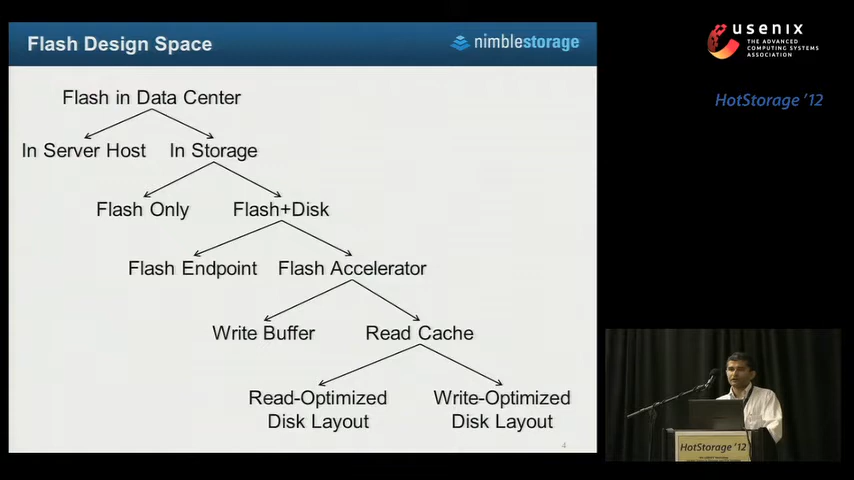 Flash Design Space
nimblestorage
Flash in Data Center
In Server Host
In Storage
Flash Only
Flash+Disk
Flash Endpoint
Flash Accelerator
Write Buffer
Read Cache
Read-Optimized
Disk Layout
Write-Optimized
Disk Layout
4
usenix
THE ADVANCED
COMPUTING SYSTEMS
ASSOCIATION
HotStorage '12
HotStorage '12